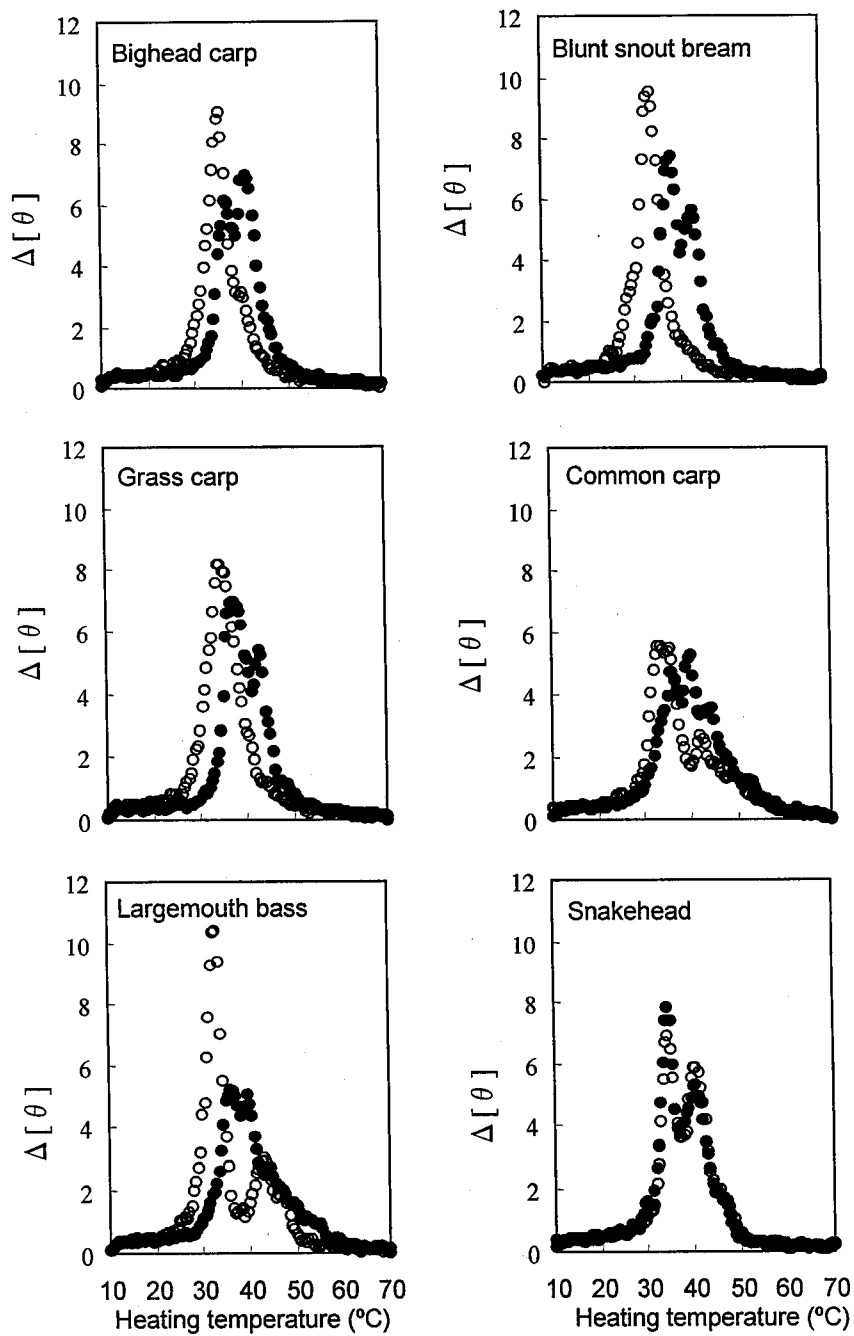 12
10
8
6
4
2
0
Δ [ θ ]
Bighead carp
12
10
8
6
4
2
0
Δ [ θ ]
Blunt snout bream
12
10
8
6
4
2
0
Δ [ θ ]
Grass carp
12
10
8
6
4
2
0
Δ [ θ ]
Common carp
12
10
8
6
4
2
0
Δ [ θ ]
Largemouth bass
10 20 30 40 50 60 70
Heating temperature (ºC)
12
10
8
6
4
2
0
Δ [ θ ]
Snakehead
10 20 30 40 50 60 70
Heating temperature (ºC)